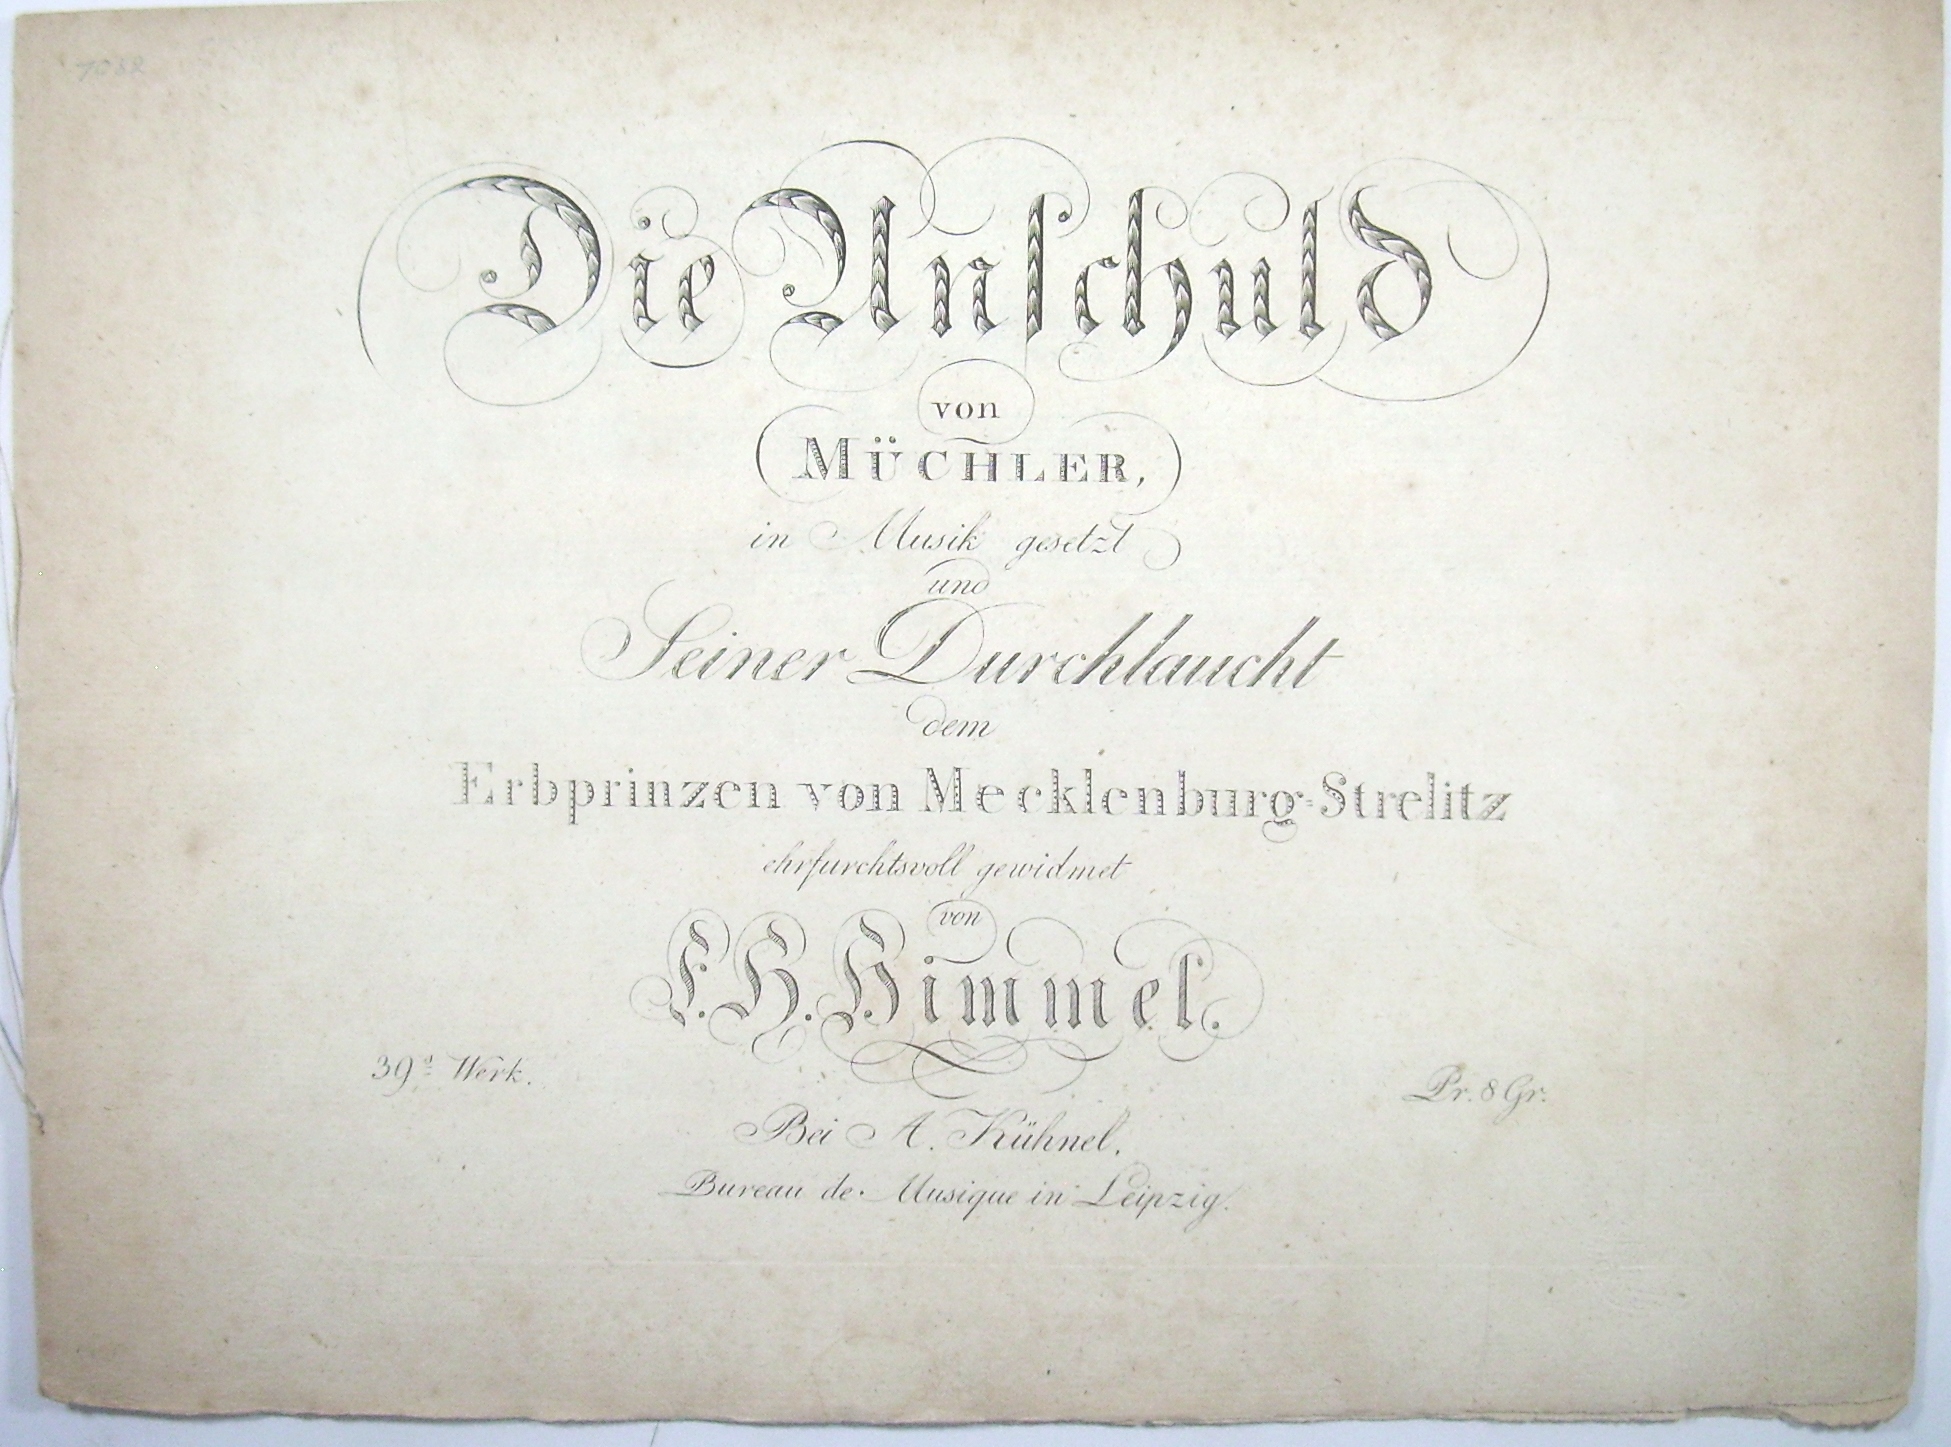 Die Unschuld
von
MÜCHLER,
in Musik gesetzt
und
Seiner Durchlaucht
dem
Erbprinzen von Mecklenburg-Strelitz
ehrfurchtsvoll gewidmet
von
F. H. Himmel.
39s Werk.
Pr. 8 Gr.
Bei A. Kühnel.
Bureau de Musique in Leipzig.